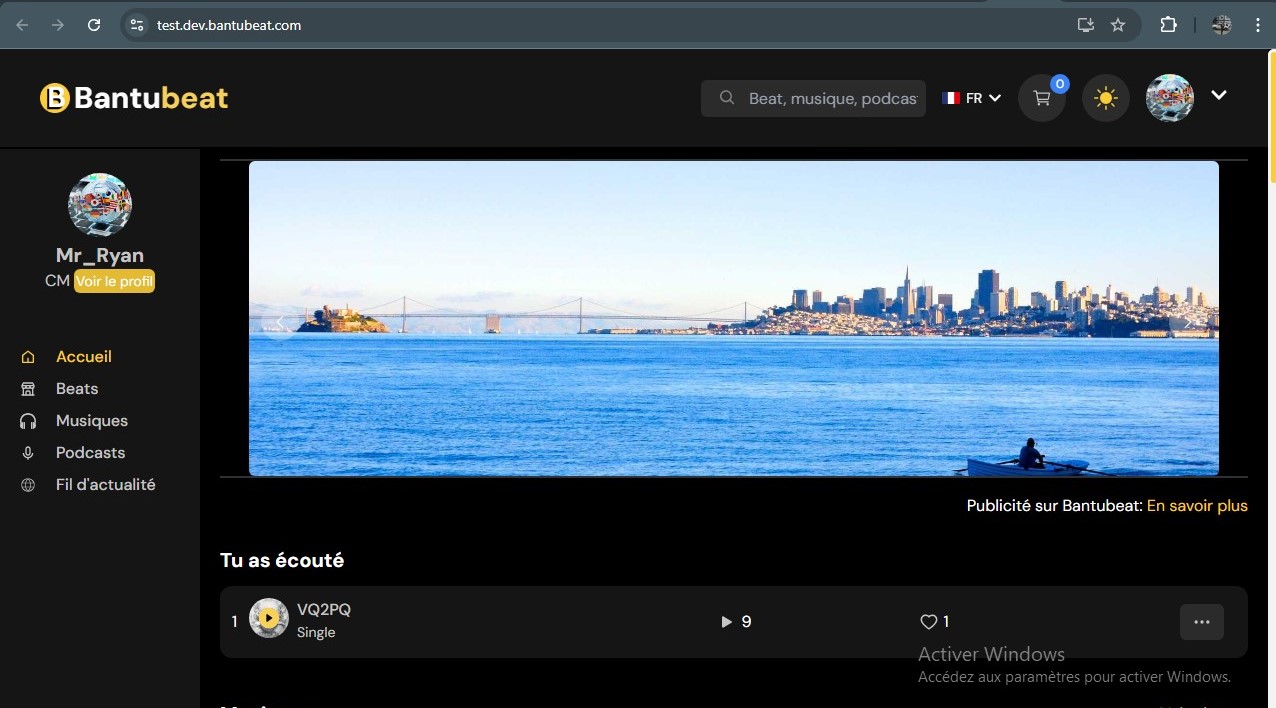 test.dev.bantubeat.com
Bantubeat
Beat, musique, podcas
FR
0
Mr_Ryan
CM Voir le profil
Accueil
Beats
Musiques
Podcasts
Fil d'actualité
Publicité sur Bantubeat: En savoir plus
Tu as écouté
1 VQ2PQ 9 1
Single
Activer Windows
Accédez aux paramètres pour activer Windows.